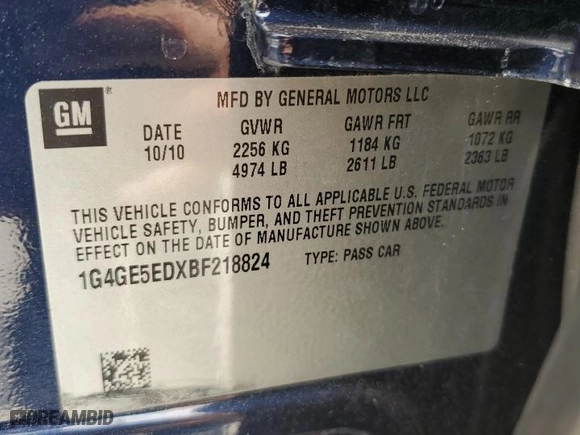 GM
®
MFD BY GENERAL MOTORS LLC
DATE GVWR GAWR FRT GAWR RR
10/10 2256 KG 1184 KG 1072 KG
4974 LB 2611 LB 2363 LB
THIS VEHICLE CONFORMS TO ALL APPLICABLE U.S. FEDERAL MOTOR
VEHICLE SAFETY, BUMPER, AND THEFT PREVENTION STANDARDS IN
EFFECT ON THE DATE OF MANUFACTURE SHOWN ABOVE.
1G4GE5EDXBF218824 TYPE: PASS CAR
DREAMBID